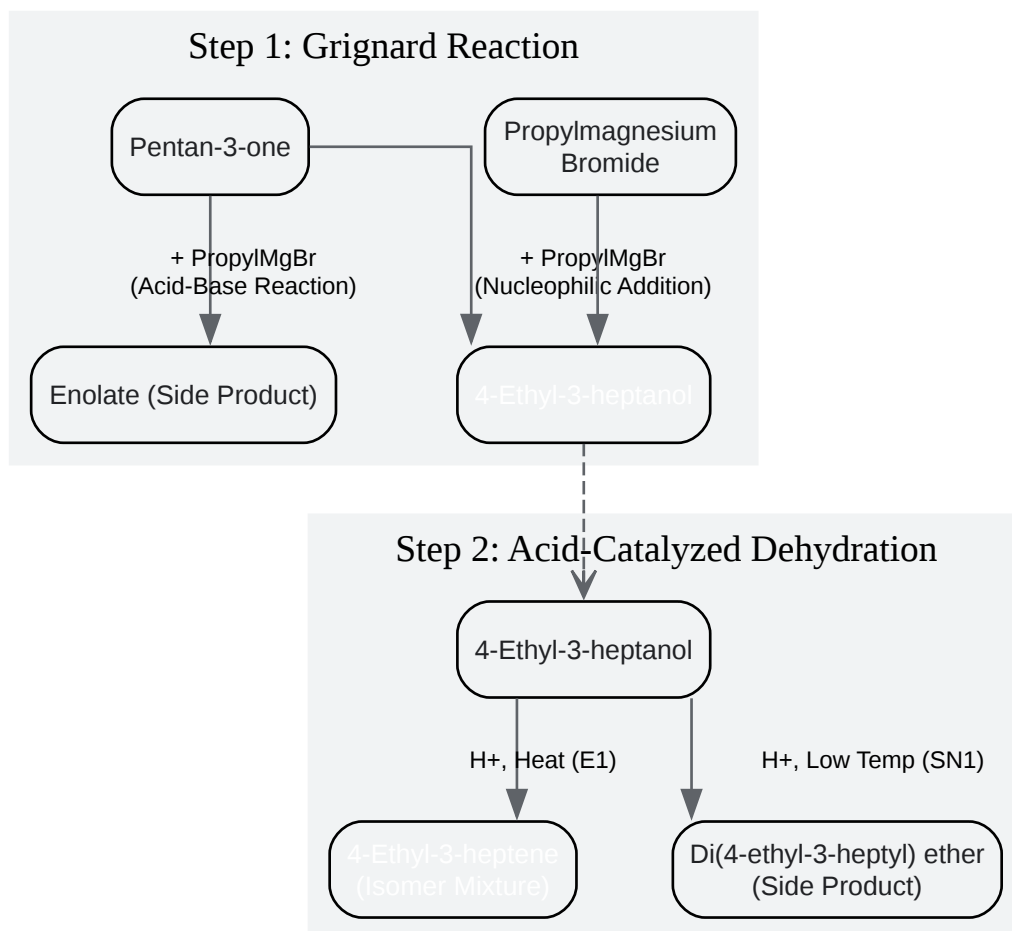 Step 1: Grignard Reaction
Pentan-3-one
Propylmagnesium
Bromide
+ PropylMgBr
(Acid-Base Reaction)
+ PropylMgBr
(Nucleophilic Addition)
Enolate (Side Product)
4-Ethyl-3-heptanol
Step 2: Acid-Catalyzed Dehydration
4-Ethyl-3-heptanol
H+, Heat (E1)
H+, Low Temp (SN1)
4-Ethyl-3-heptene
(Isomer Mixture)
Di(4-ethyl-3-heptyl) ether
(Side Product)